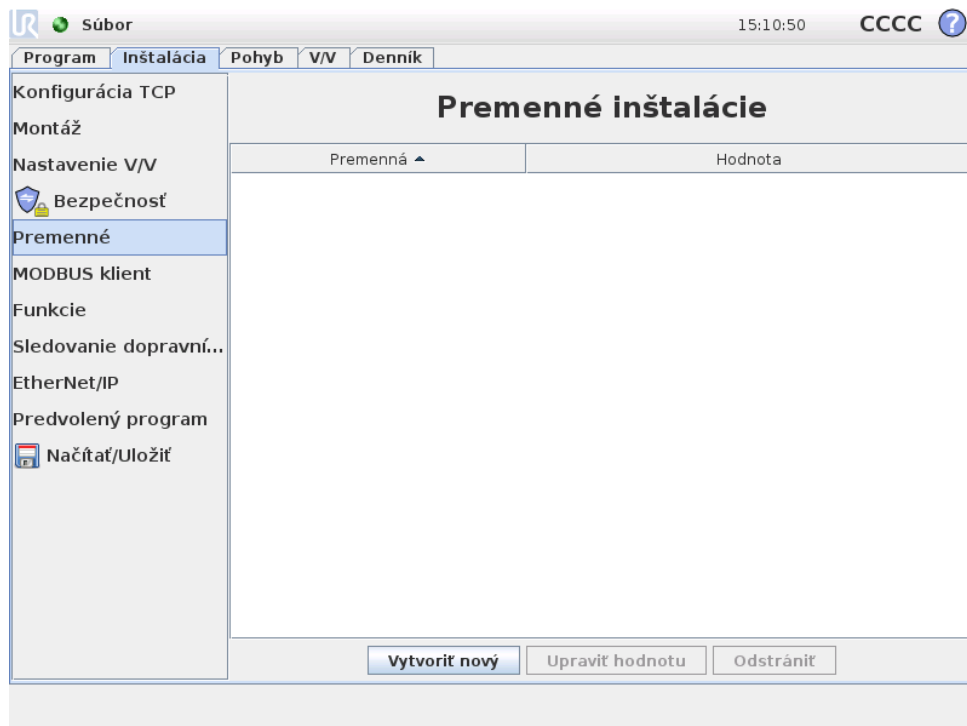 UR Súbor 15:10:50 CCCC ?
Program Inštalácia Pohyb V/V Denník
Konfigurácia TCP
Montáž
Nastavenie V/V
Bezpečnosť
Premenné
MODBUS klient
Funkcie
Sledovanie dopravní...
EtherNet/IP
Predvolený program
Načítať/Uložiť
Premenné inštalácie
Premenná Hodnota
Vytvoriť nový Upraviť hodnotu Odstrániť